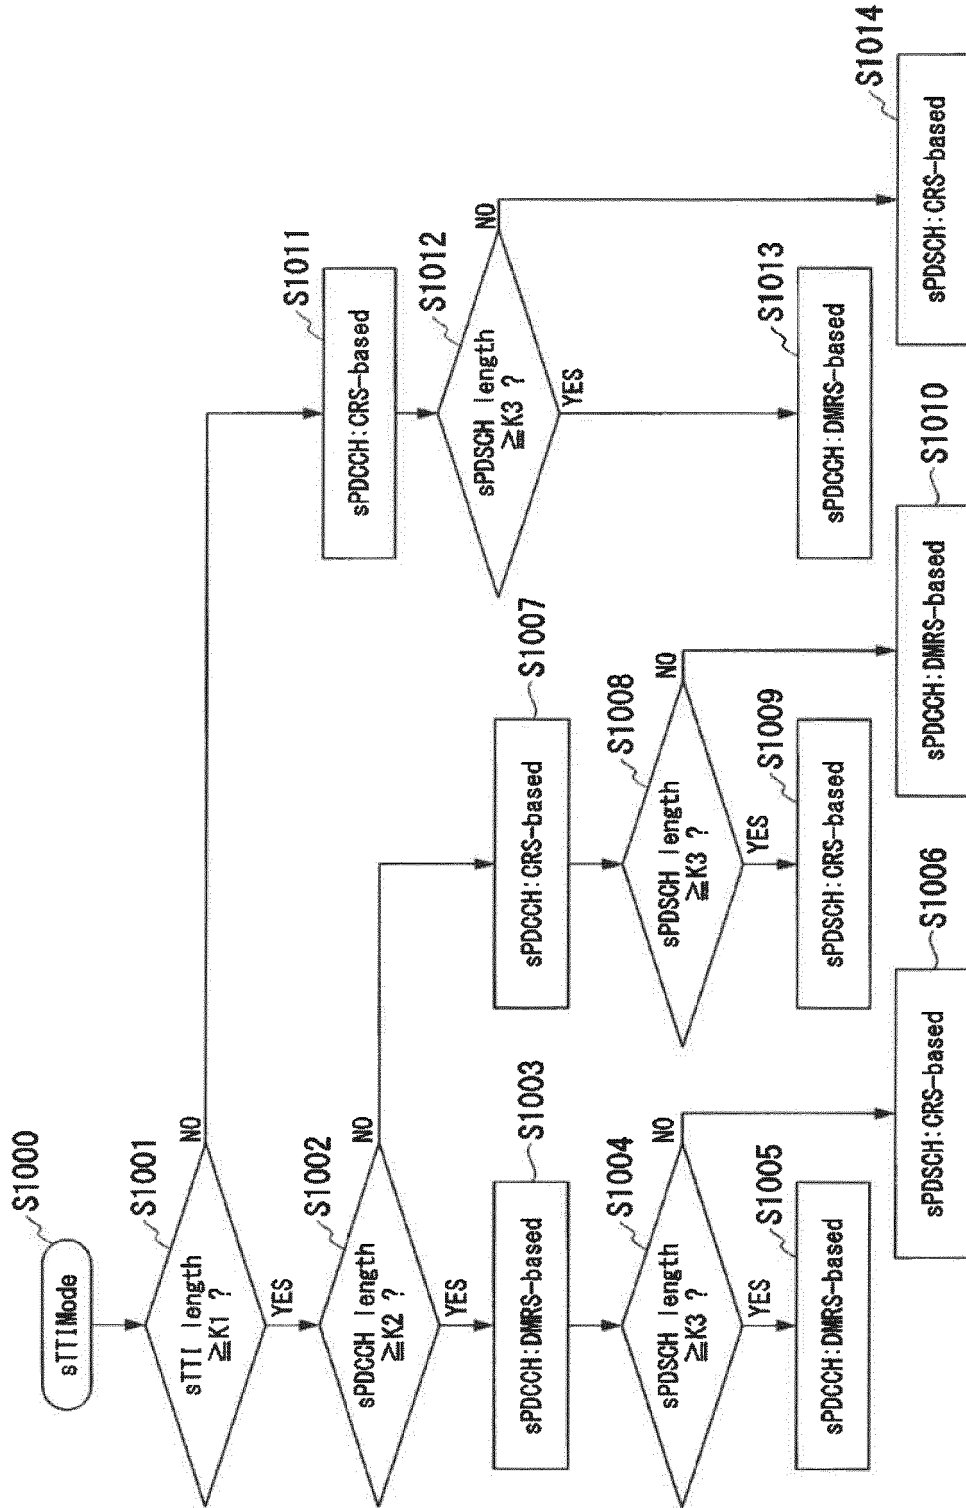 sTTIMode
S1000
sTTI length
≧K1 ?
S1001
YES
NO
sPDCCH length
≧K2 ?
S1002
YES
NO
sPDCCH:DMRS-based
S1003
sPDSCH length
≧K3 ?
S1004
YES
NO
sPDCCH:DMRS-based
S1005
sPDSCH:CRS-based
S1006
sPDCCH:CRS-based
S1007
sPDSCH length
≧K3 ?
S1008
YES
NO
sPDSCH:CRS-based
S1009
sPDCCH:DMRS-based
S1010
sPDCCH:CRS-based
S1011
sPDSCH length
≧K3 ?
S1012
YES
NO
sPDCCH:DMRS-based
S1013
sPDSCH:CRS-based
S1014